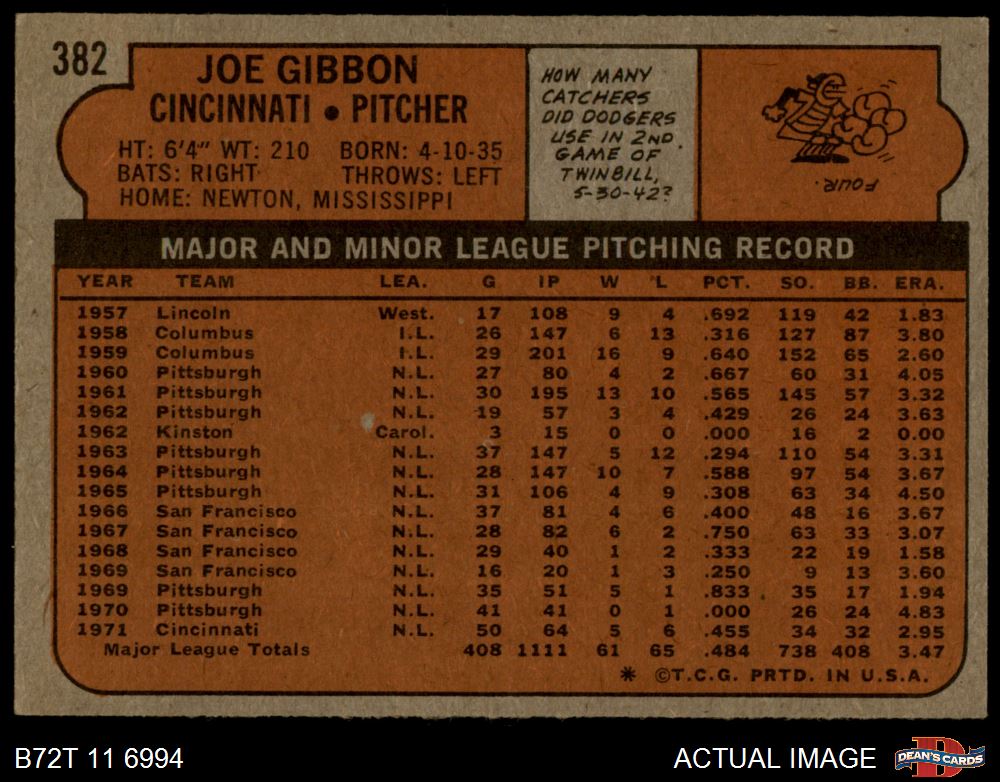 382
JOE GIBBON
CINCINNATI • PITCHER
HT: 6'4" WT: 210 BORN: 4-10-35
BATS: RIGHT THROWS: LEFT
HOME: NEWTON, MISSISSIPPI
HOW MANY
CATCHERS
DID DODGERS
USE IN 2ND
GAME OF
TWINBILL,
5-30-42?
FOUR.
MAJOR AND MINOR LEAGUE PITCHING RECORD
YEAR TEAM LEA. G IP W L PCT. SO. BB. ERA.
1957 Lincoln West. 17 108 9 4 .692 119 42 1.83
1958 Columbus I.L. 26 147 6 13 .316 127 87 3.80
1959 Columbus I.L. 29 201 16 9 .640 152 65 2.60
1960 Pittsburgh N.L. 27 80 4 2 .667 60 31 4.05
1961 Pittsburgh N.L. 30 195 13 10 .565 145 57 3.32
1962 Pittsburgh N.L. 19 57 3 4 .429 26 24 3.63
1962 Kinston Carol. 3 15 0 0 .000 16 2 0.00
1963 Pittsburgh N.L. 37 147 5 12 .294 110 54 3.31
1964 Pittsburgh N.L. 28 147 10 7 .588 97 54 3.67
1965 Pittsburgh N.L. 31 106 4 9 .308 63 34 4.50
1966 San Francisco N.L. 37 81 4 6 .400 48 16 3.67
1967 San Francisco N.L. 28 82 6 2 .750 63 33 3.07
1968 San Francisco N.L. 29 40 1 2 .333 22 19 1.58
1969 San Francisco N.L. 16 20 1 3 .250 9 13 3.60
1969 Pittsburgh N.L. 35 51 5 1 .833 35 17 1.94
1970 Pittsburgh N.L. 41 41 0 1 .000 26 24 4.83
1971 Cincinnati N.L. 50 64 5 6 .455 34 32 2.95
Major League Totals 408 1111 61 65 .484 738 408 3.47
* ©T.C.G. PRTD. IN U.S.A.
B72T 11 6994
ACTUAL IMAGE
D
DEAN'S CARDS